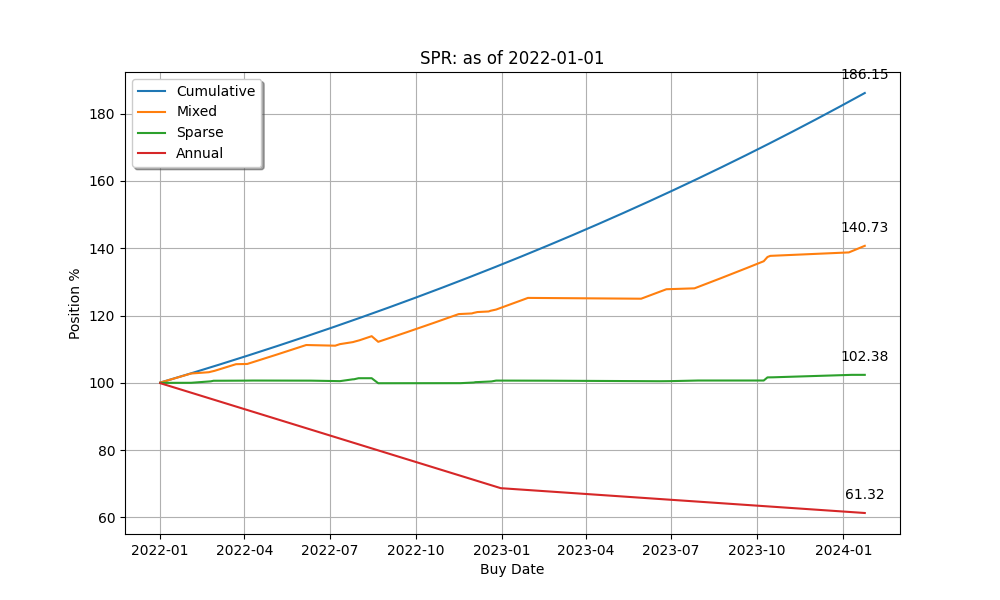 SPR: as of 2022-01-01
186.15
Cumulative
Mixed
Sparse
Annual
180
160
140
120
100
80
60
140.73
102.38
61.32
Position %
2022-01 2022-04 2022-07 2022-10 2023-01 2023-04 2023-07 2023-10 2024-01
Buy Date